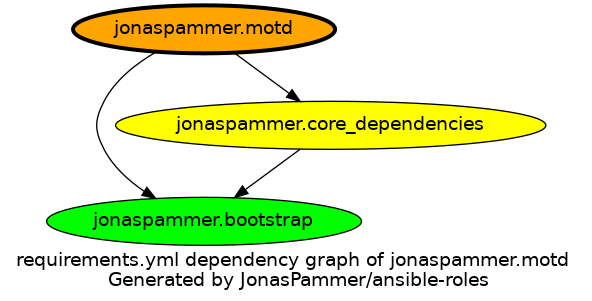 jonaspammer.motd
jonaspammer.core_dependencies
jonaspammer.bootstrap
requirements.yml dependency graph of jonaspammer.motd
Generated by JonasPammer/ansible-roles